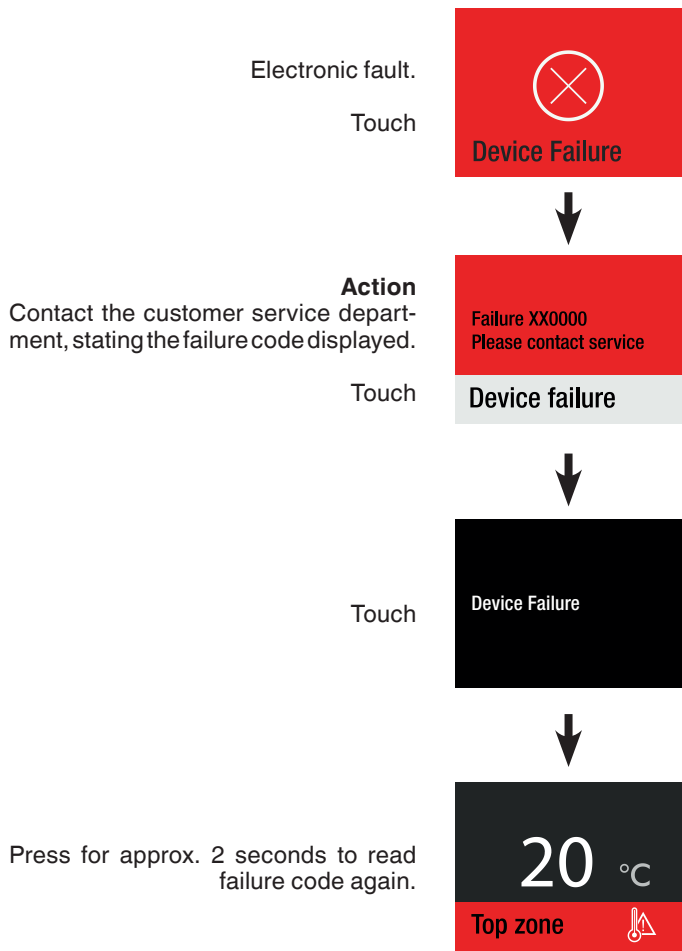 Electronic fault.
Touch
Device Failure
Action
Contact the customer service depart-
ment, stating the failure code displayed.
Touch
Failure XX0000
Please contact service
Device failure
Touch
Device Failure
Press for approx. 2 seconds to read
failure code again.
20 °C
Top zone